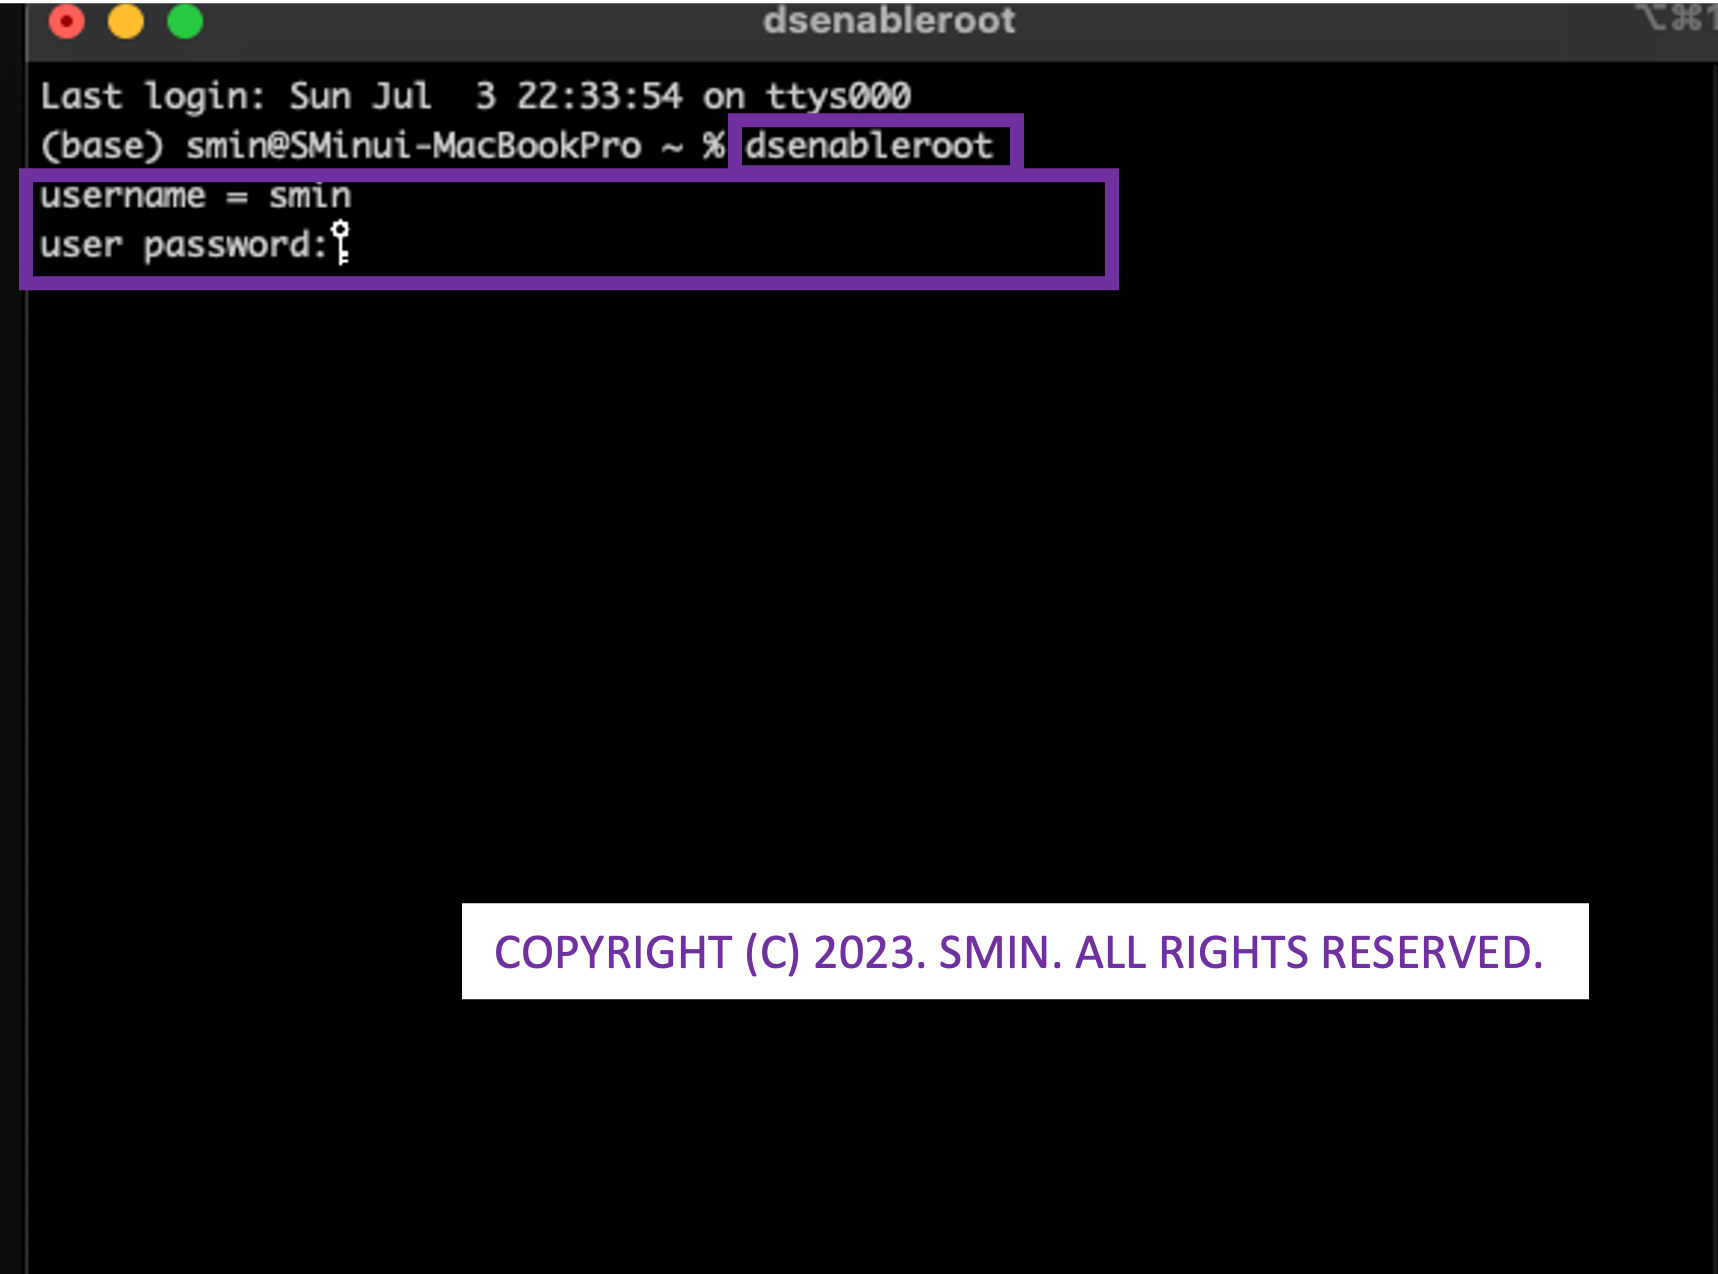 dsenableroot
Last login: Sun Jul  3 22:33:54 on ttys000
(base) smin@SMinui-MacBookPro ~ % dsenableroot
username = smin
user password:
COPYRIGHT (C) 2023. SMIN. ALL RIGHTS RESERVED.